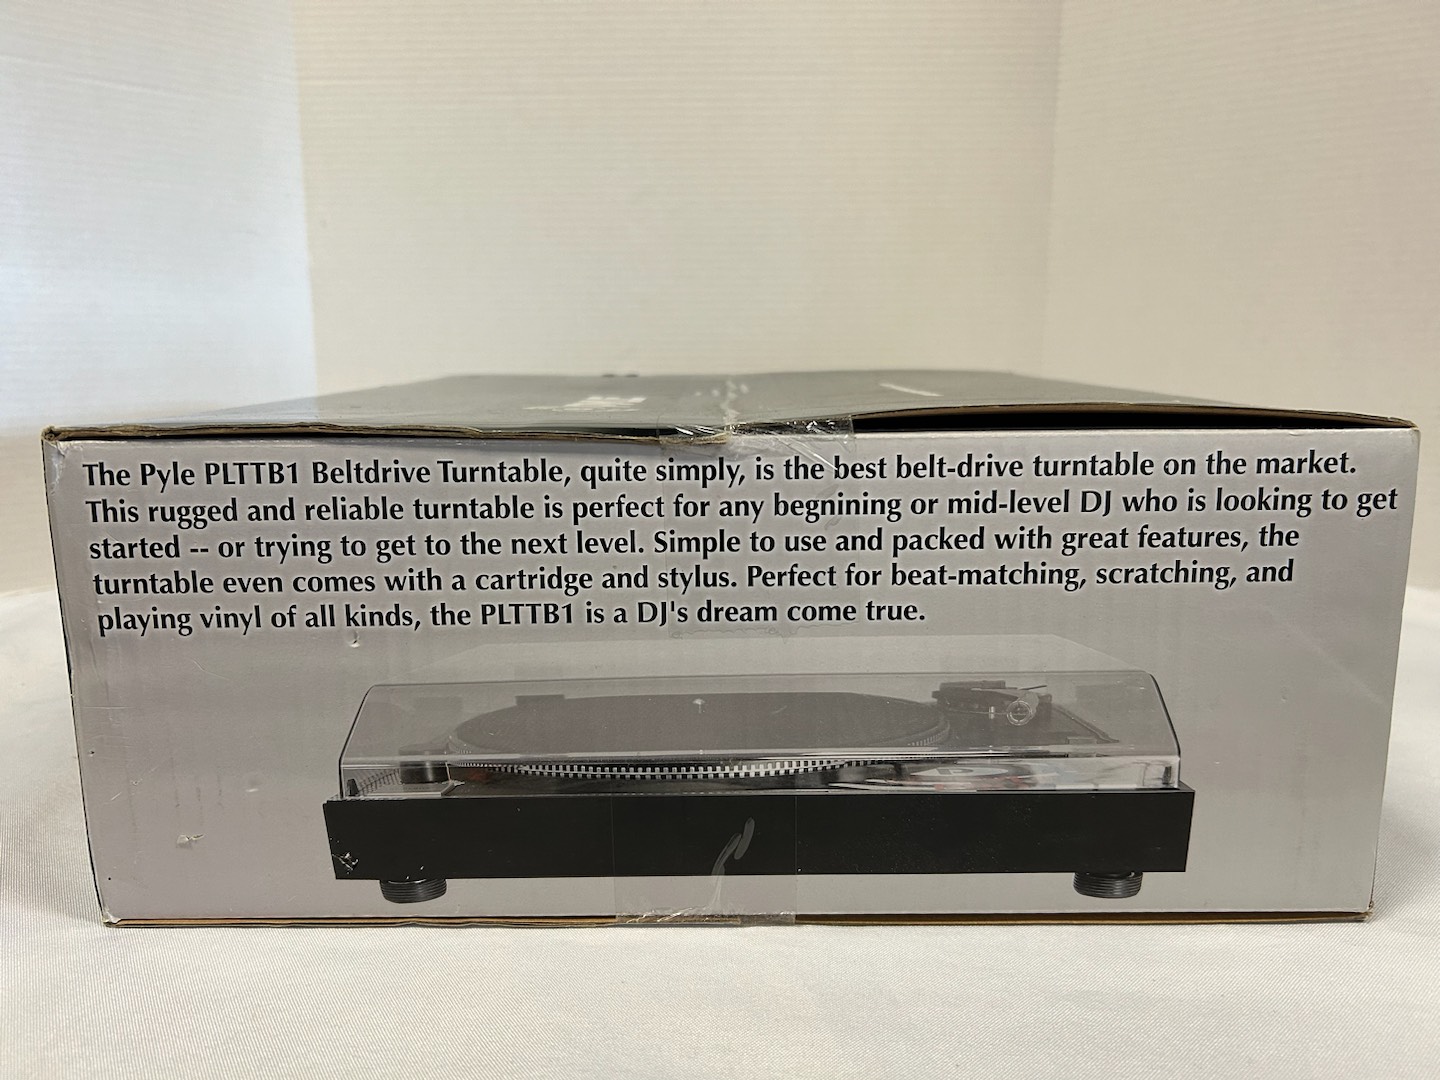 The Pyle PLTTB1 Beltdrive Turntable, quite simply, is the best belt-drive turntable on the market.
This rugged and reliable turntable is perfect for any begnining or mid-level DJ who is looking to get
started -- or trying to get to the next level. Simple to use and packed with great features, the
turntable even comes with a cartridge and stylus. Perfect for beat-matching, scratching, and
playing vinyl of all kinds, the PLTTB1 is a DJ's dream come true.